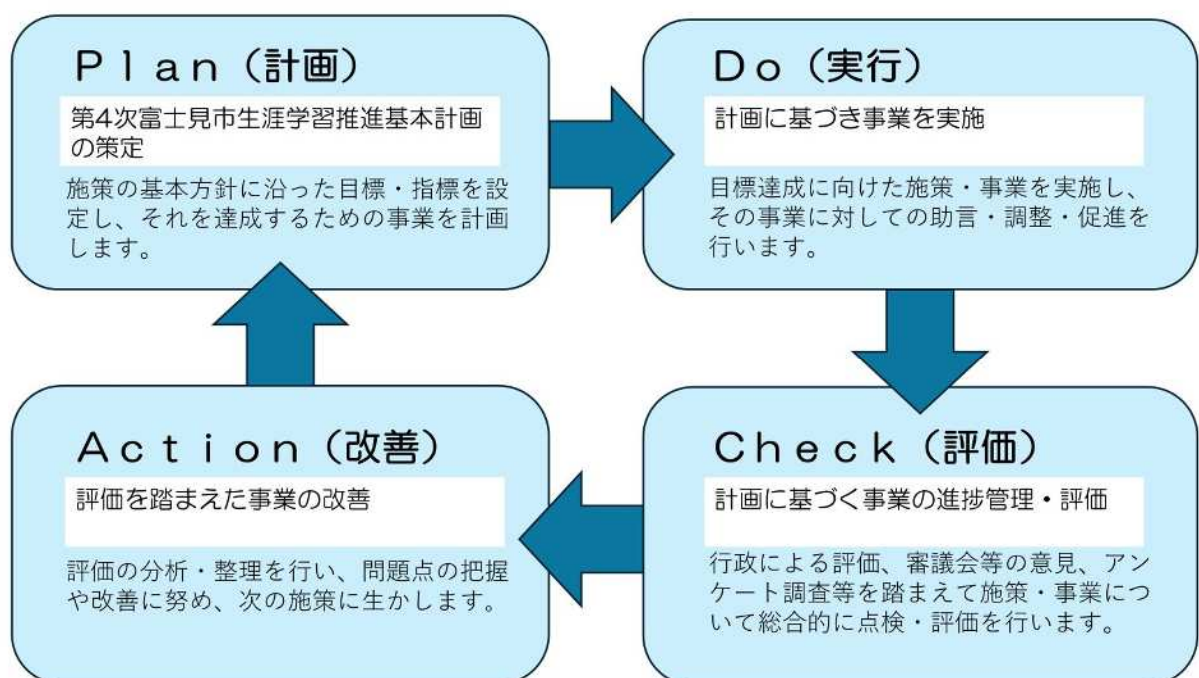 Ｐｌａｎ（計画）
第4次富士見市生涯学習推進基本計画
の策定
施策の基本方針に沿った目標・指標を設
定し、それを達成するための事業を計画
します。
Ｄｏ（実行）
計画に基づき事業を実施
目標達成に向けた施策・事業を実施し、
その事業に対しての助言・調整・促進を
行います。
Ａｃｔｉｏｎ（改善）
評価を踏まえた事業の改善
評価の分析・整理を行い、問題点の把握
や改善に努め、次の施策に生かします。
Ｃｈｅｃｋ（評価）
計画に基づく事業の進捗管理・評価
行政による評価、審議会等の意見、アン
ケート調査等を踏まえて施策・事業につ
いて総合的に点検・評価を行います。